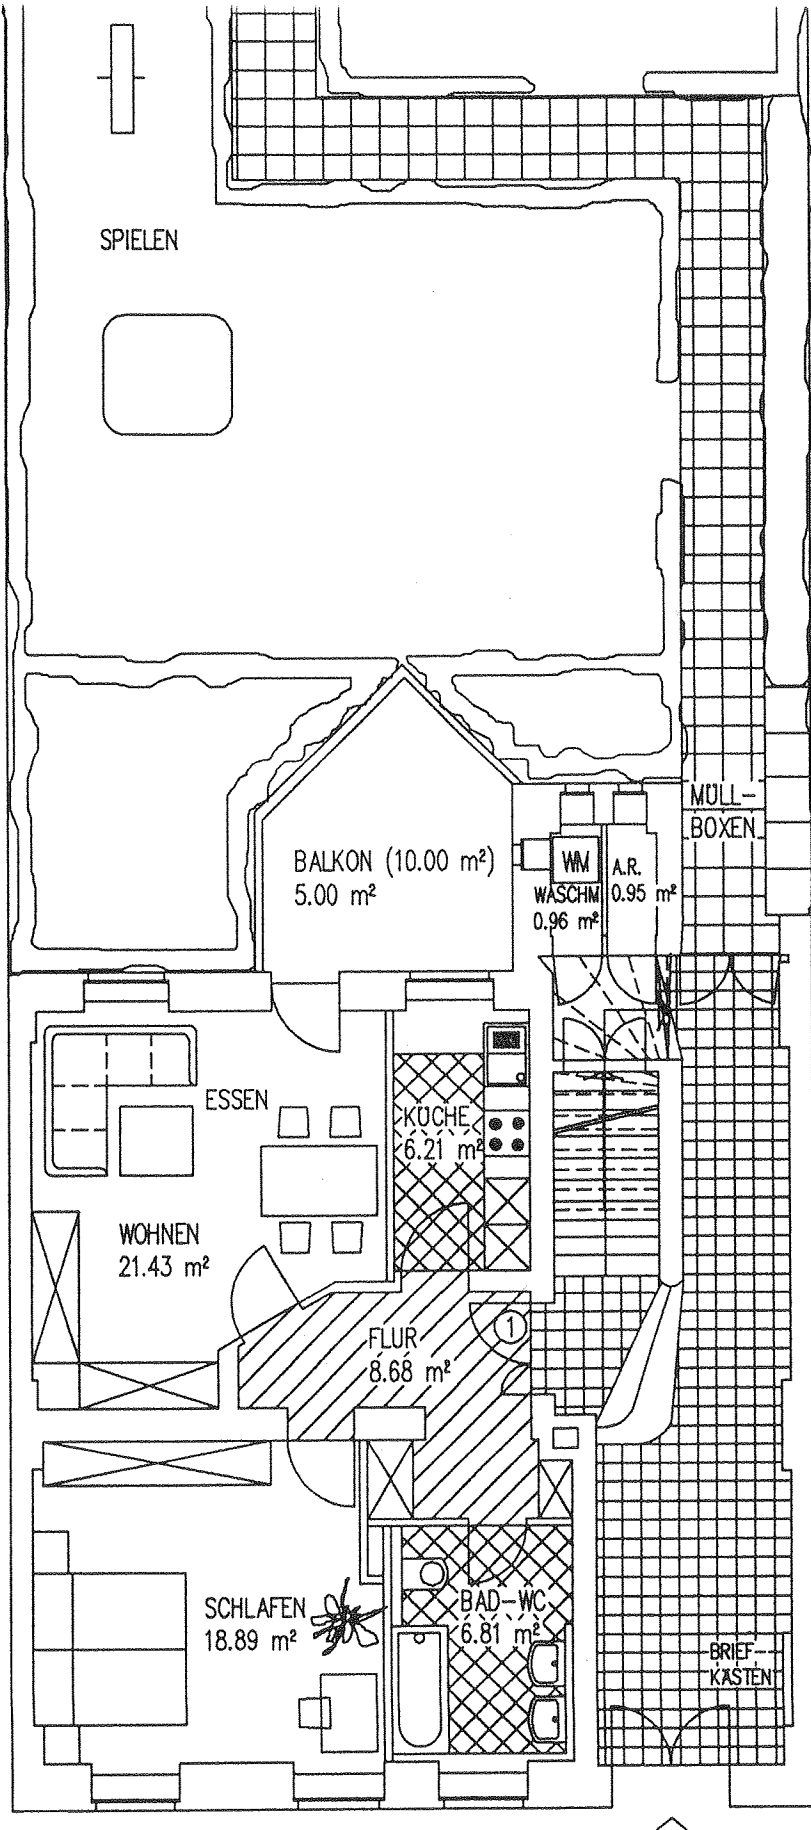 SPIELEN
MÜLL-
BOXEN
BALKON (10.00 m²)
5.00 m²
WM
WASCHM
0.96 m²
A.R.
0.95 m²
ESSEN
KÜCHE
6.21 m²
WOHNEN
21.43 m²
FLUR
8.68 m²
1
SCHLAFEN
18.89 m²
BAD-WC
6.81 m²
BRIEF-
KÄSTEN